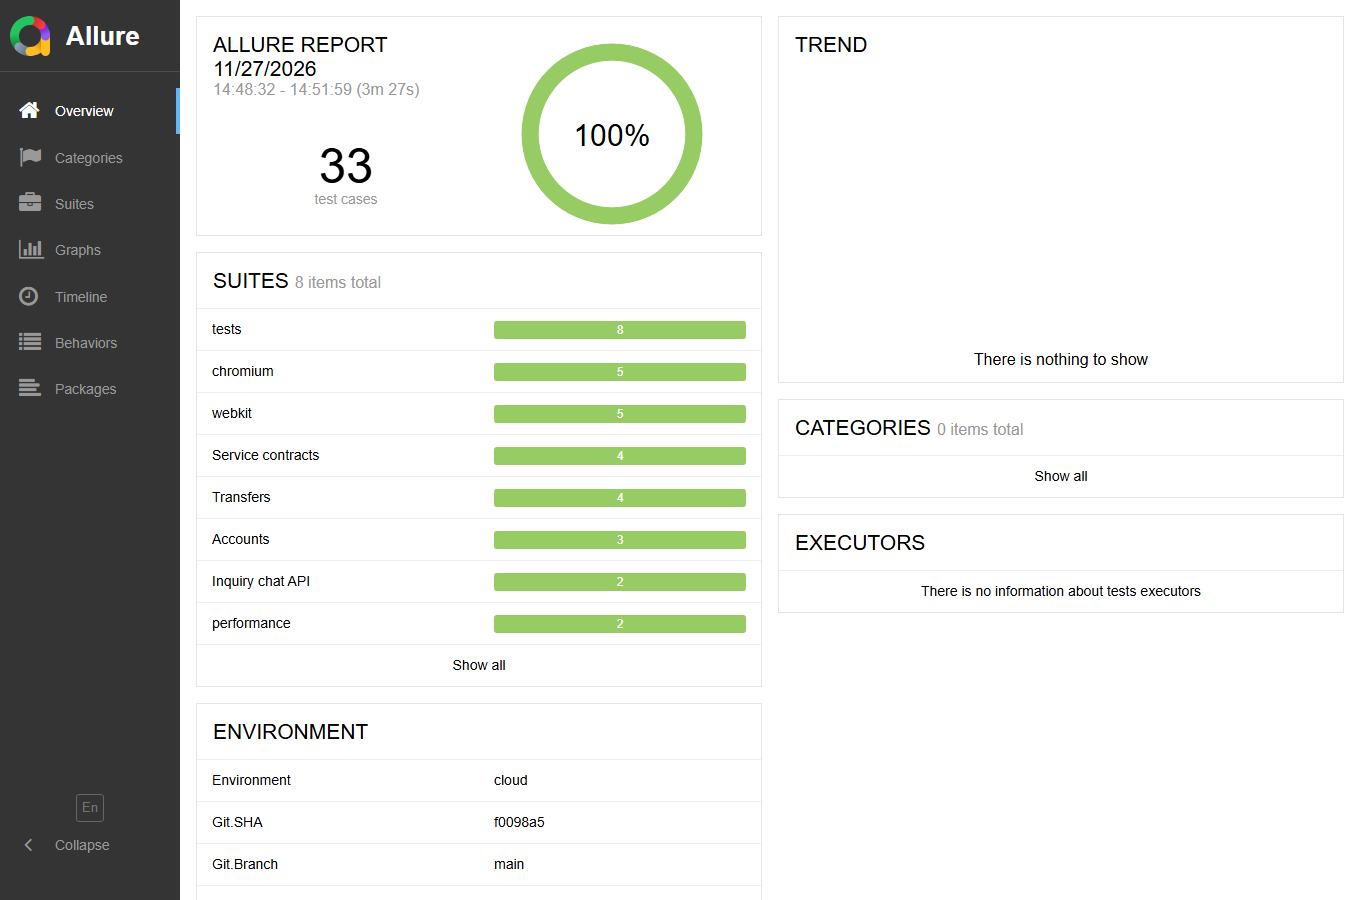 Allure
Overview
Categories
Suites
Graphs
Timeline
Behaviors
Packages
En
Collapse
ALLURE REPORT
11/27/2026
14:48:32 - 14:51:59 (3m 27s)
33
test cases
100%
SUITES 8 items total
tests 8
chromium 5
webkit 5
Service contracts 4
Transfers 4
Accounts 3
Inquiry chat API 2
performance 2
Show all
ENVIRONMENT
Environment cloud
Git.SHA f0098a5
Git.Branch main
TREND
There is nothing to show
CATEGORIES 0 items total
Show all
EXECUTORS
There is no information about tests executors